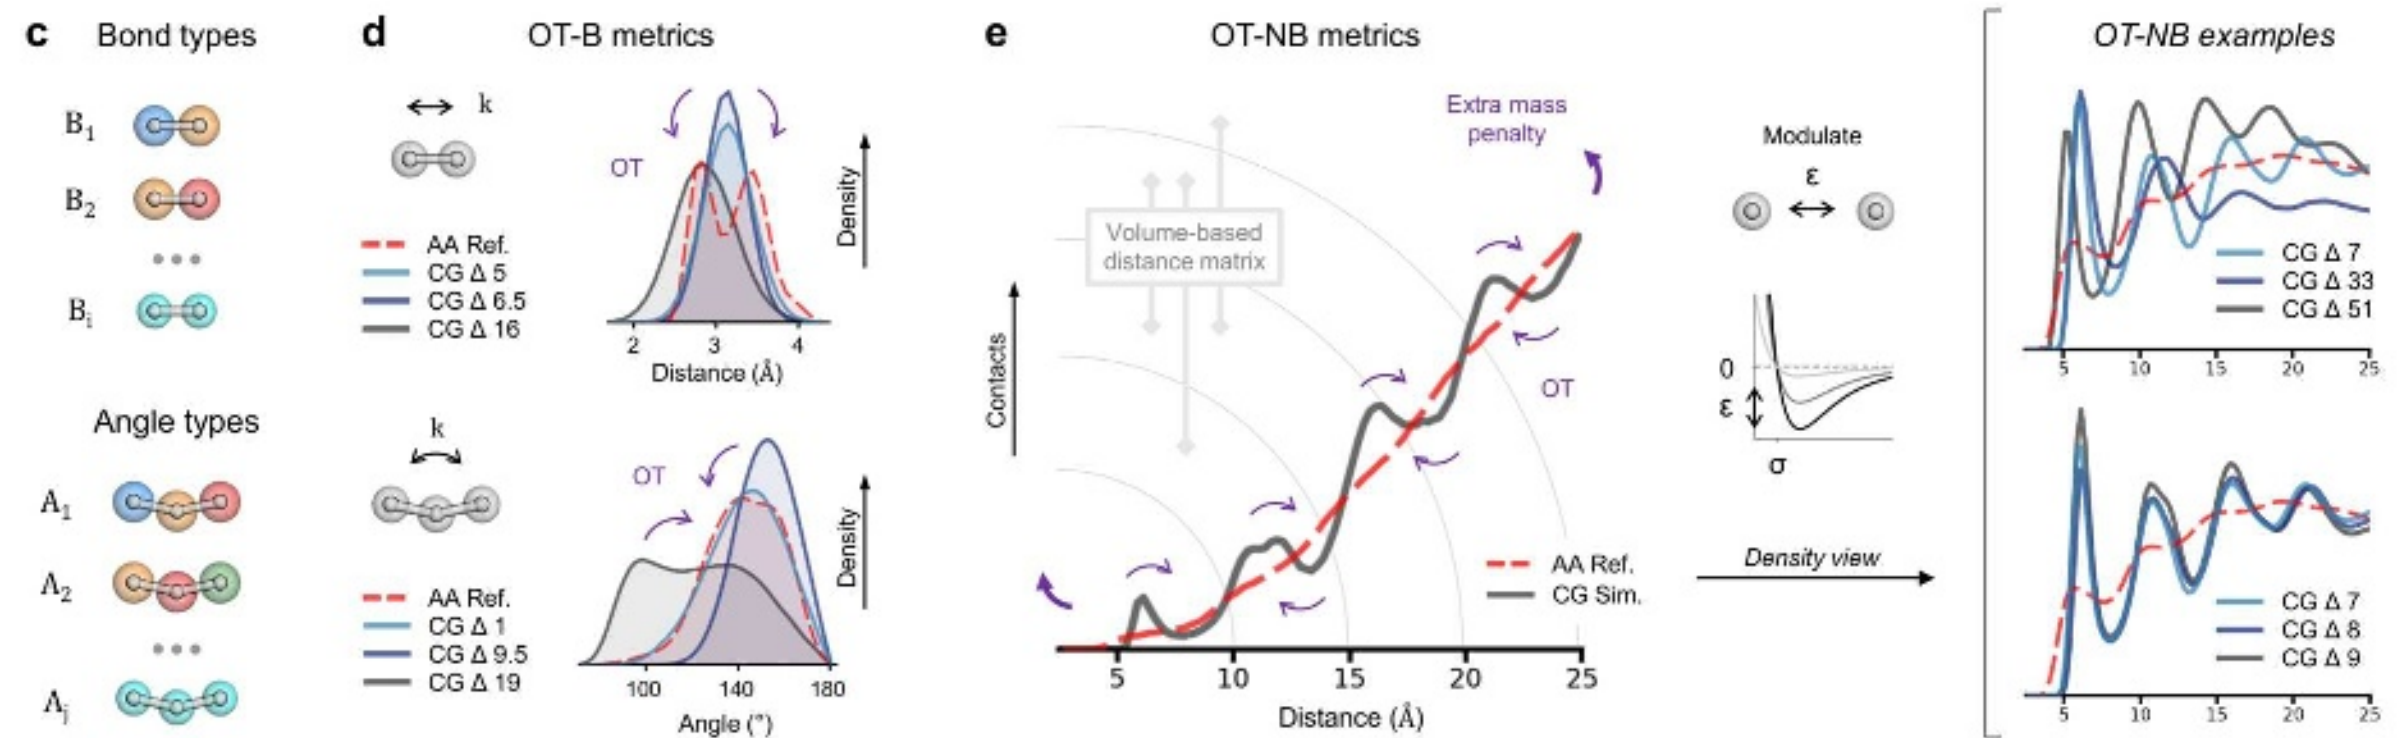 c Bond types
B1
B2
...
Bi
Angle types
A1
A2
...
Aj
d OT-B metrics
k
OT
Density
AA Ref.
CG Δ 5
CG Δ 6.5
CG Δ 16
2 3 4
Distance (Å)
k
OT
Density
AA Ref.
CG Δ 1
CG Δ 9.5
CG Δ 19
100 140 180
Angle (°)
e OT-NB metrics
Extra mass
penalty
Volume-based
distance matrix
Contacts
OT
AA Ref.
CG Sim.
5 10 15 20 25
Distance (Å)
Modulate
ε
0
ε
σ
Density view
OT-NB examples
CG Δ 7
CG Δ 33
CG Δ 51
5 10 15 20 25
CG Δ 7
CG Δ 8
CG Δ 9
5 10 15 20 25